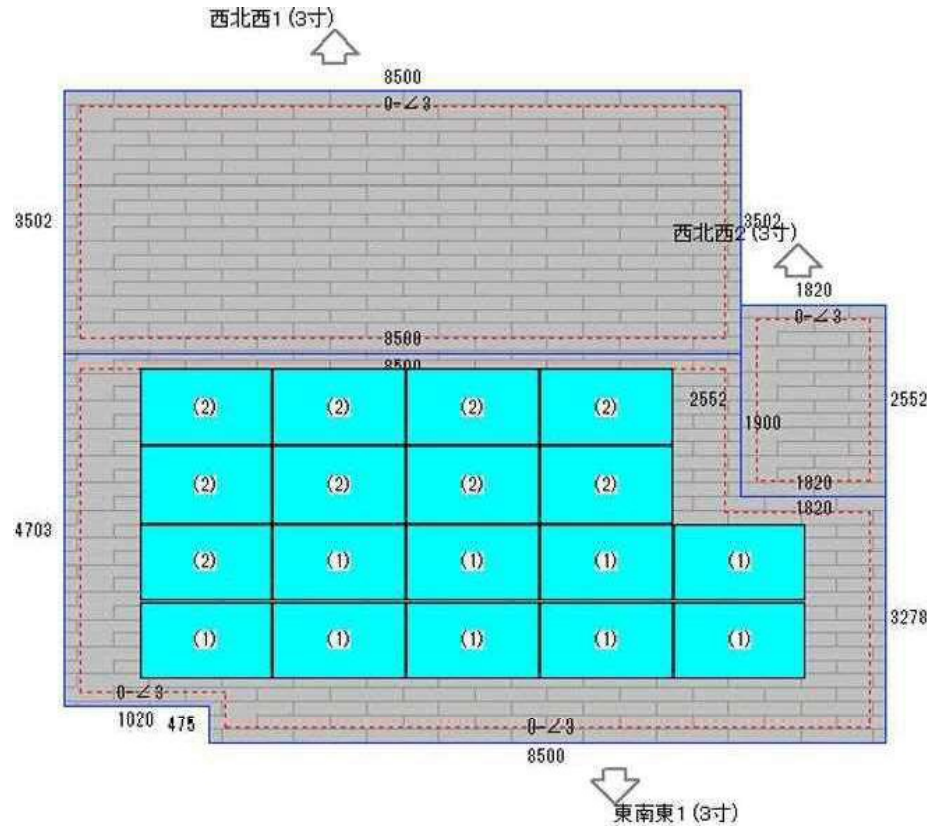 西北西1 (3寸)
8500
0-∠3
3502
3502
西北西2 (3寸)
1820
0-∠3
8500
8500
(2) (2) (2) (2)
2552
1900
2552
(2) (2) (2) (2)
1820
1820
4703
(2) (1) (1) (1) (1)
3278
(1) (1) (1) (1) (1)
0-∠3
1020
475
0-∠3
8500
東南東1 (3寸)